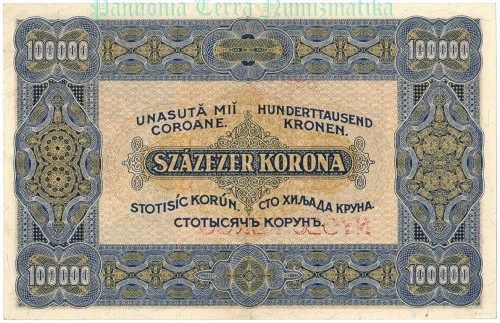 Pannonia Terra Numizmatika
100000 100000
UNASUTĂ MII HUNDERTTAUSEND
COROANE. KRONEN.
SZÁZEZER KORONA
STOTISÍC KORÚN. СТО ХИЉАДА КРУНА.
СТОТЫСЯЧЪ КОРУНЪ.
100000 100000